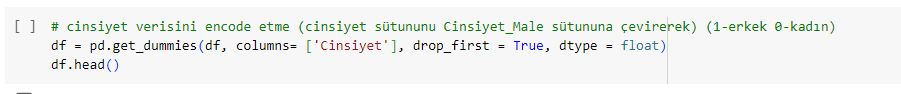 [ ] # cinsiyet verisini encode etme (cinsiyet sütununu Cinsiyet_Male sütununa çevirerek) (1-erkek 0-kadın)
df = pd.get_dummies(df, columns= ['Cinsiyet'], drop_first = True, dtype = float)
df.head()